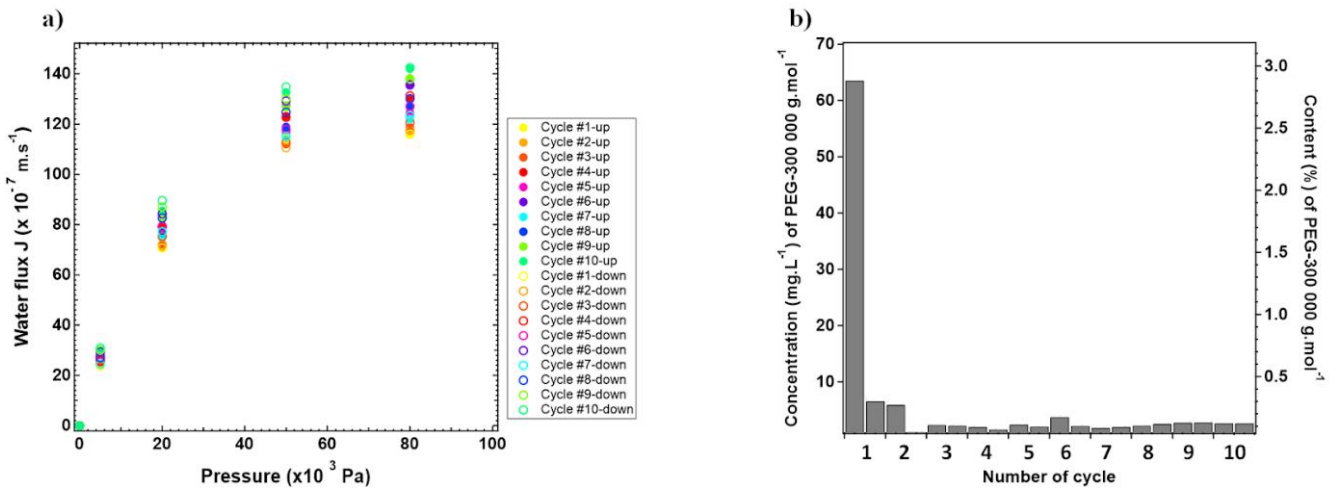 a)
Water flux J (x 10⁻⁷ m.s⁻¹)
140
120
100
80
60
40
20
0
0 20 40 60 80 100
Pressure (x10³ Pa)
Cycle #1-up
Cycle #2-up
Cycle #3-up
Cycle #4-up
Cycle #5-up
Cycle #6-up
Cycle #7-up
Cycle #8-up
Cycle #9-up
Cycle #10-up
Cycle #1-down
Cycle #2-down
Cycle #3-down
Cycle #4-down
Cycle #5-down
Cycle #6-down
Cycle #7-down
Cycle #8-down
Cycle #9-down
Cycle #10-down
b)
Concentration (mg.L⁻¹) of PEG-300 000 g.mol⁻¹
70
60
50
40
30
20
10
1 2 3 4 5 6 7 8 9 10
Number of cycle
3.0
2.5
2.0
1.5
1.0
0.5
Content (%) of PEG-300 000 g.mol⁻¹